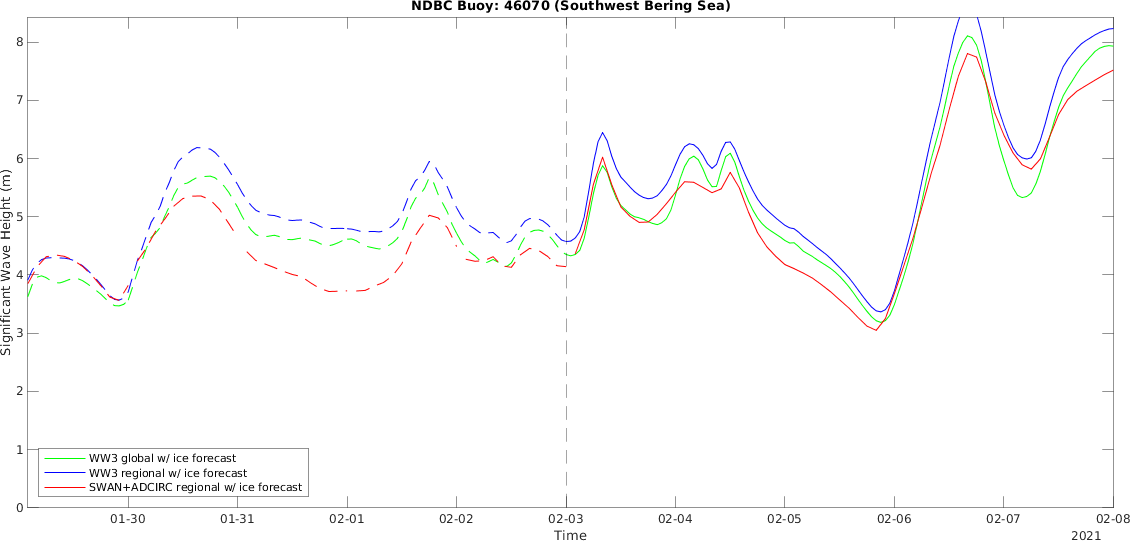 NDBC Buoy: 46070 (Southwest Bering Sea)
Significant Wave Height (m)
8
7
6
5
4
3
2
1
0
WW3 global w/ ice forecast
WW3 regional w/ ice forecast
SWAN+ADCIRC regional w/ ice forecast
01-30 01-31 02-01 02-02 02-03 02-04 02-05 02-06 02-07 02-08
Time
2021